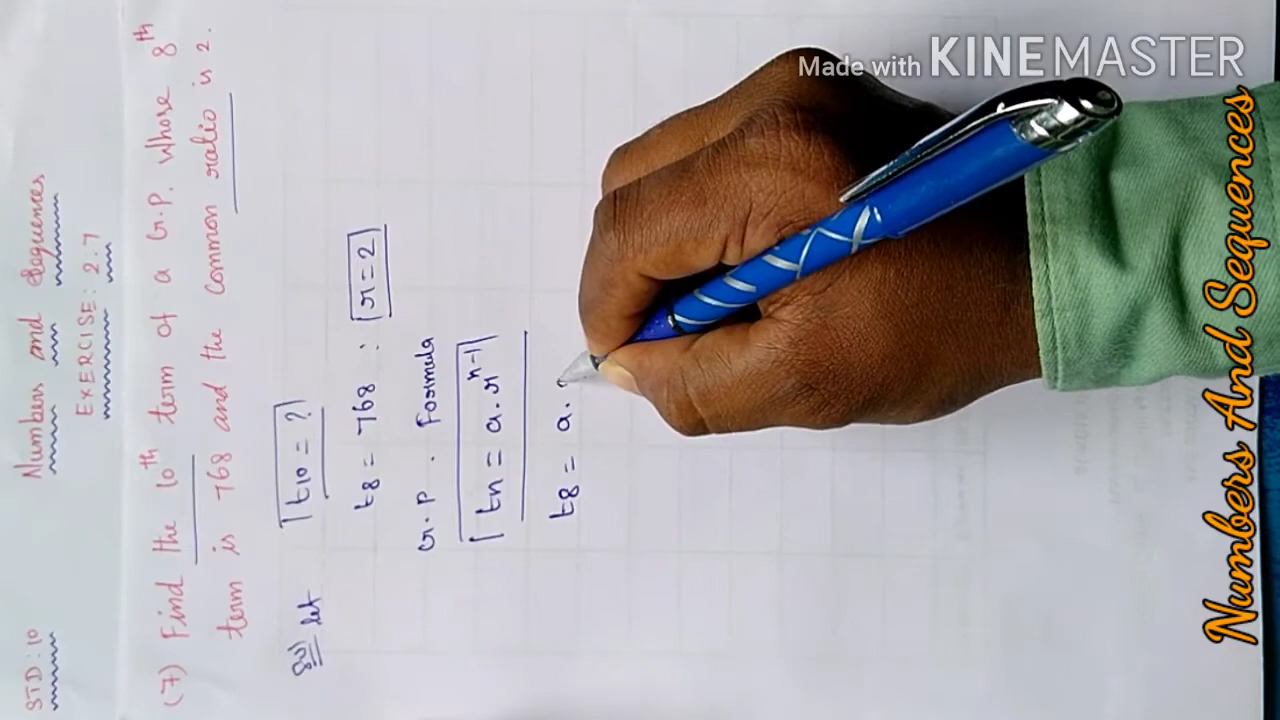 STD: 10
Numbers and Sequences
EXERCISE: 2.7
(7) Find the 10th term of a G.P. whose 8th
term is 768 and the common ratio is 2.
Sol let t10 = ?
t8 = 768 : r = 2
G.P. Formula
tn = a.r^n-1
t8 = a.
Made with KINEMASTER
Numbers And Sequences